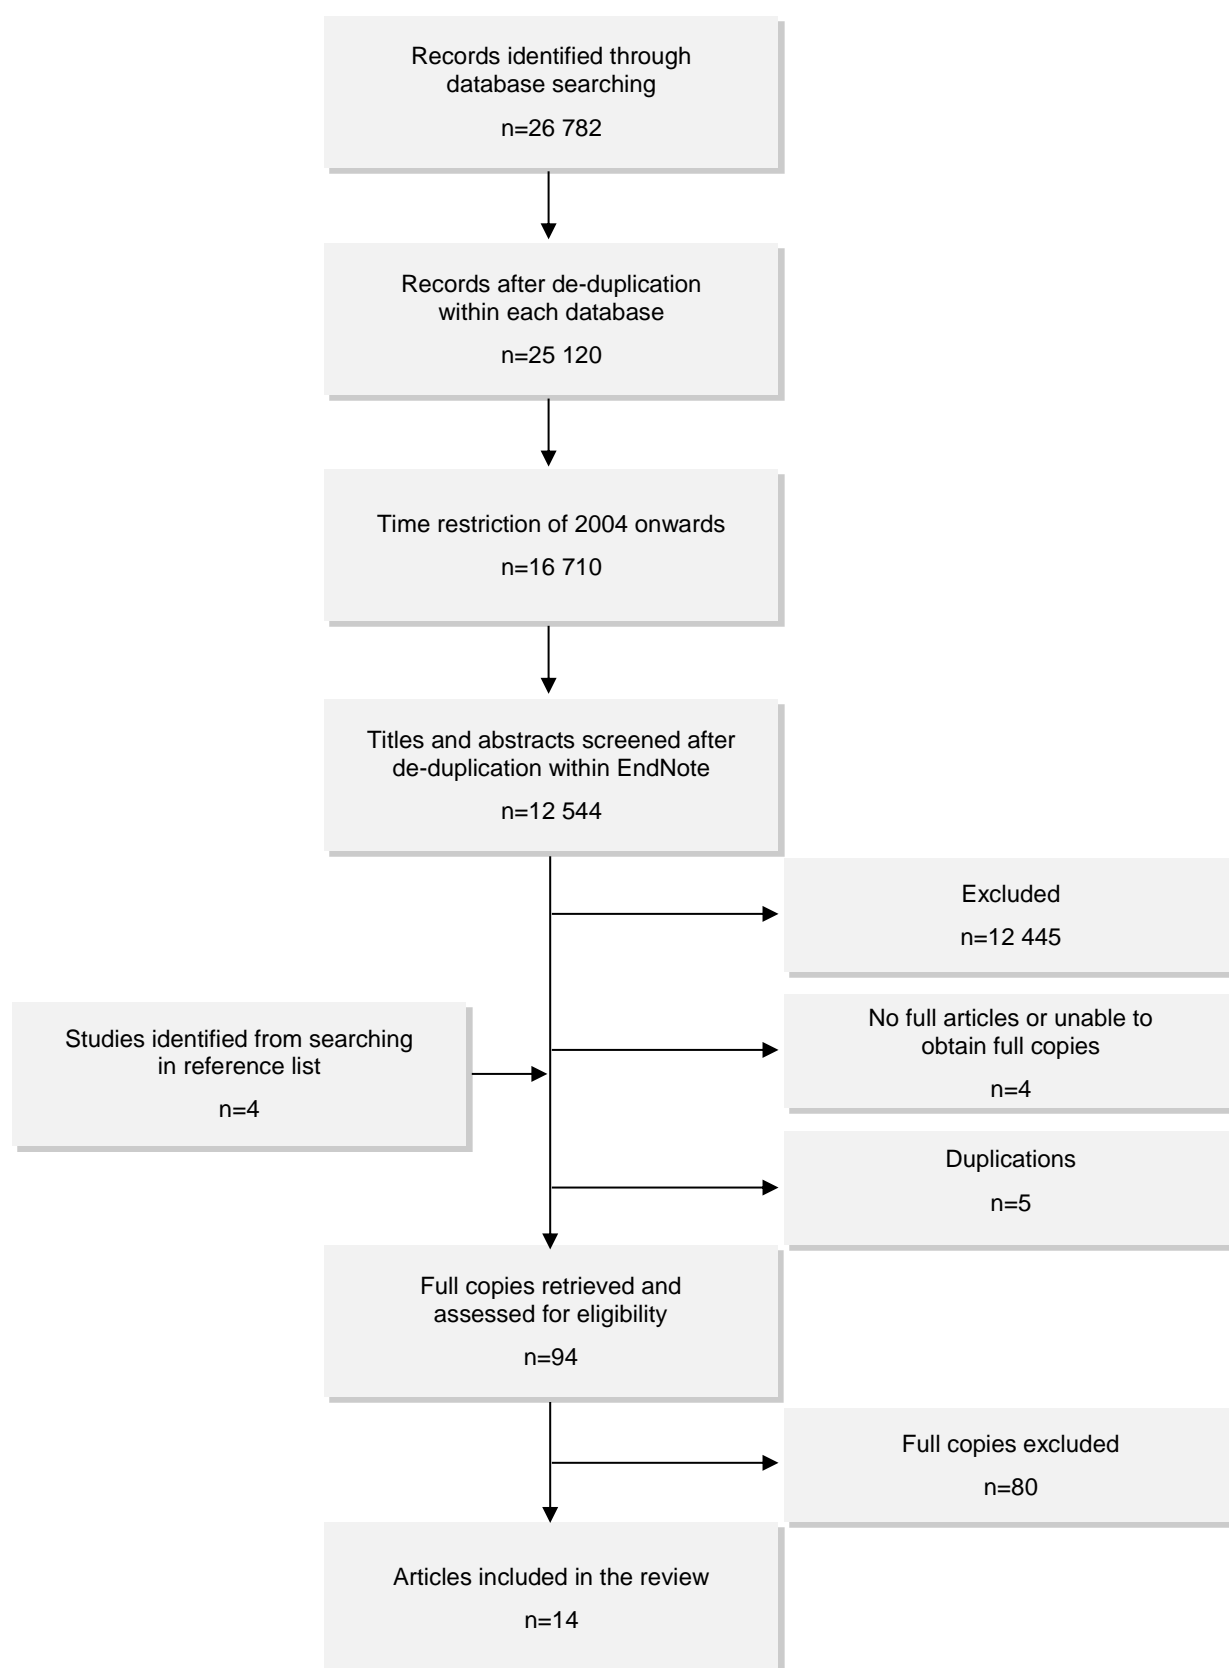 Records identified through
database searching
n=26 782
Records after de-duplication
within each database
n=25 120
Time restriction of 2004 onwards
n=16 710
Titles and abstracts screened after
de-duplication within EndNote
n=12 544
Excluded
n=12 445
Studies identified from searching
in reference list
n=4
No full articles or unable to
obtain full copies
n=4
Duplications
n=5
Full copies retrieved and
assessed for eligibility
n=94
Full copies excluded
n=80
Articles included in the review
n=14